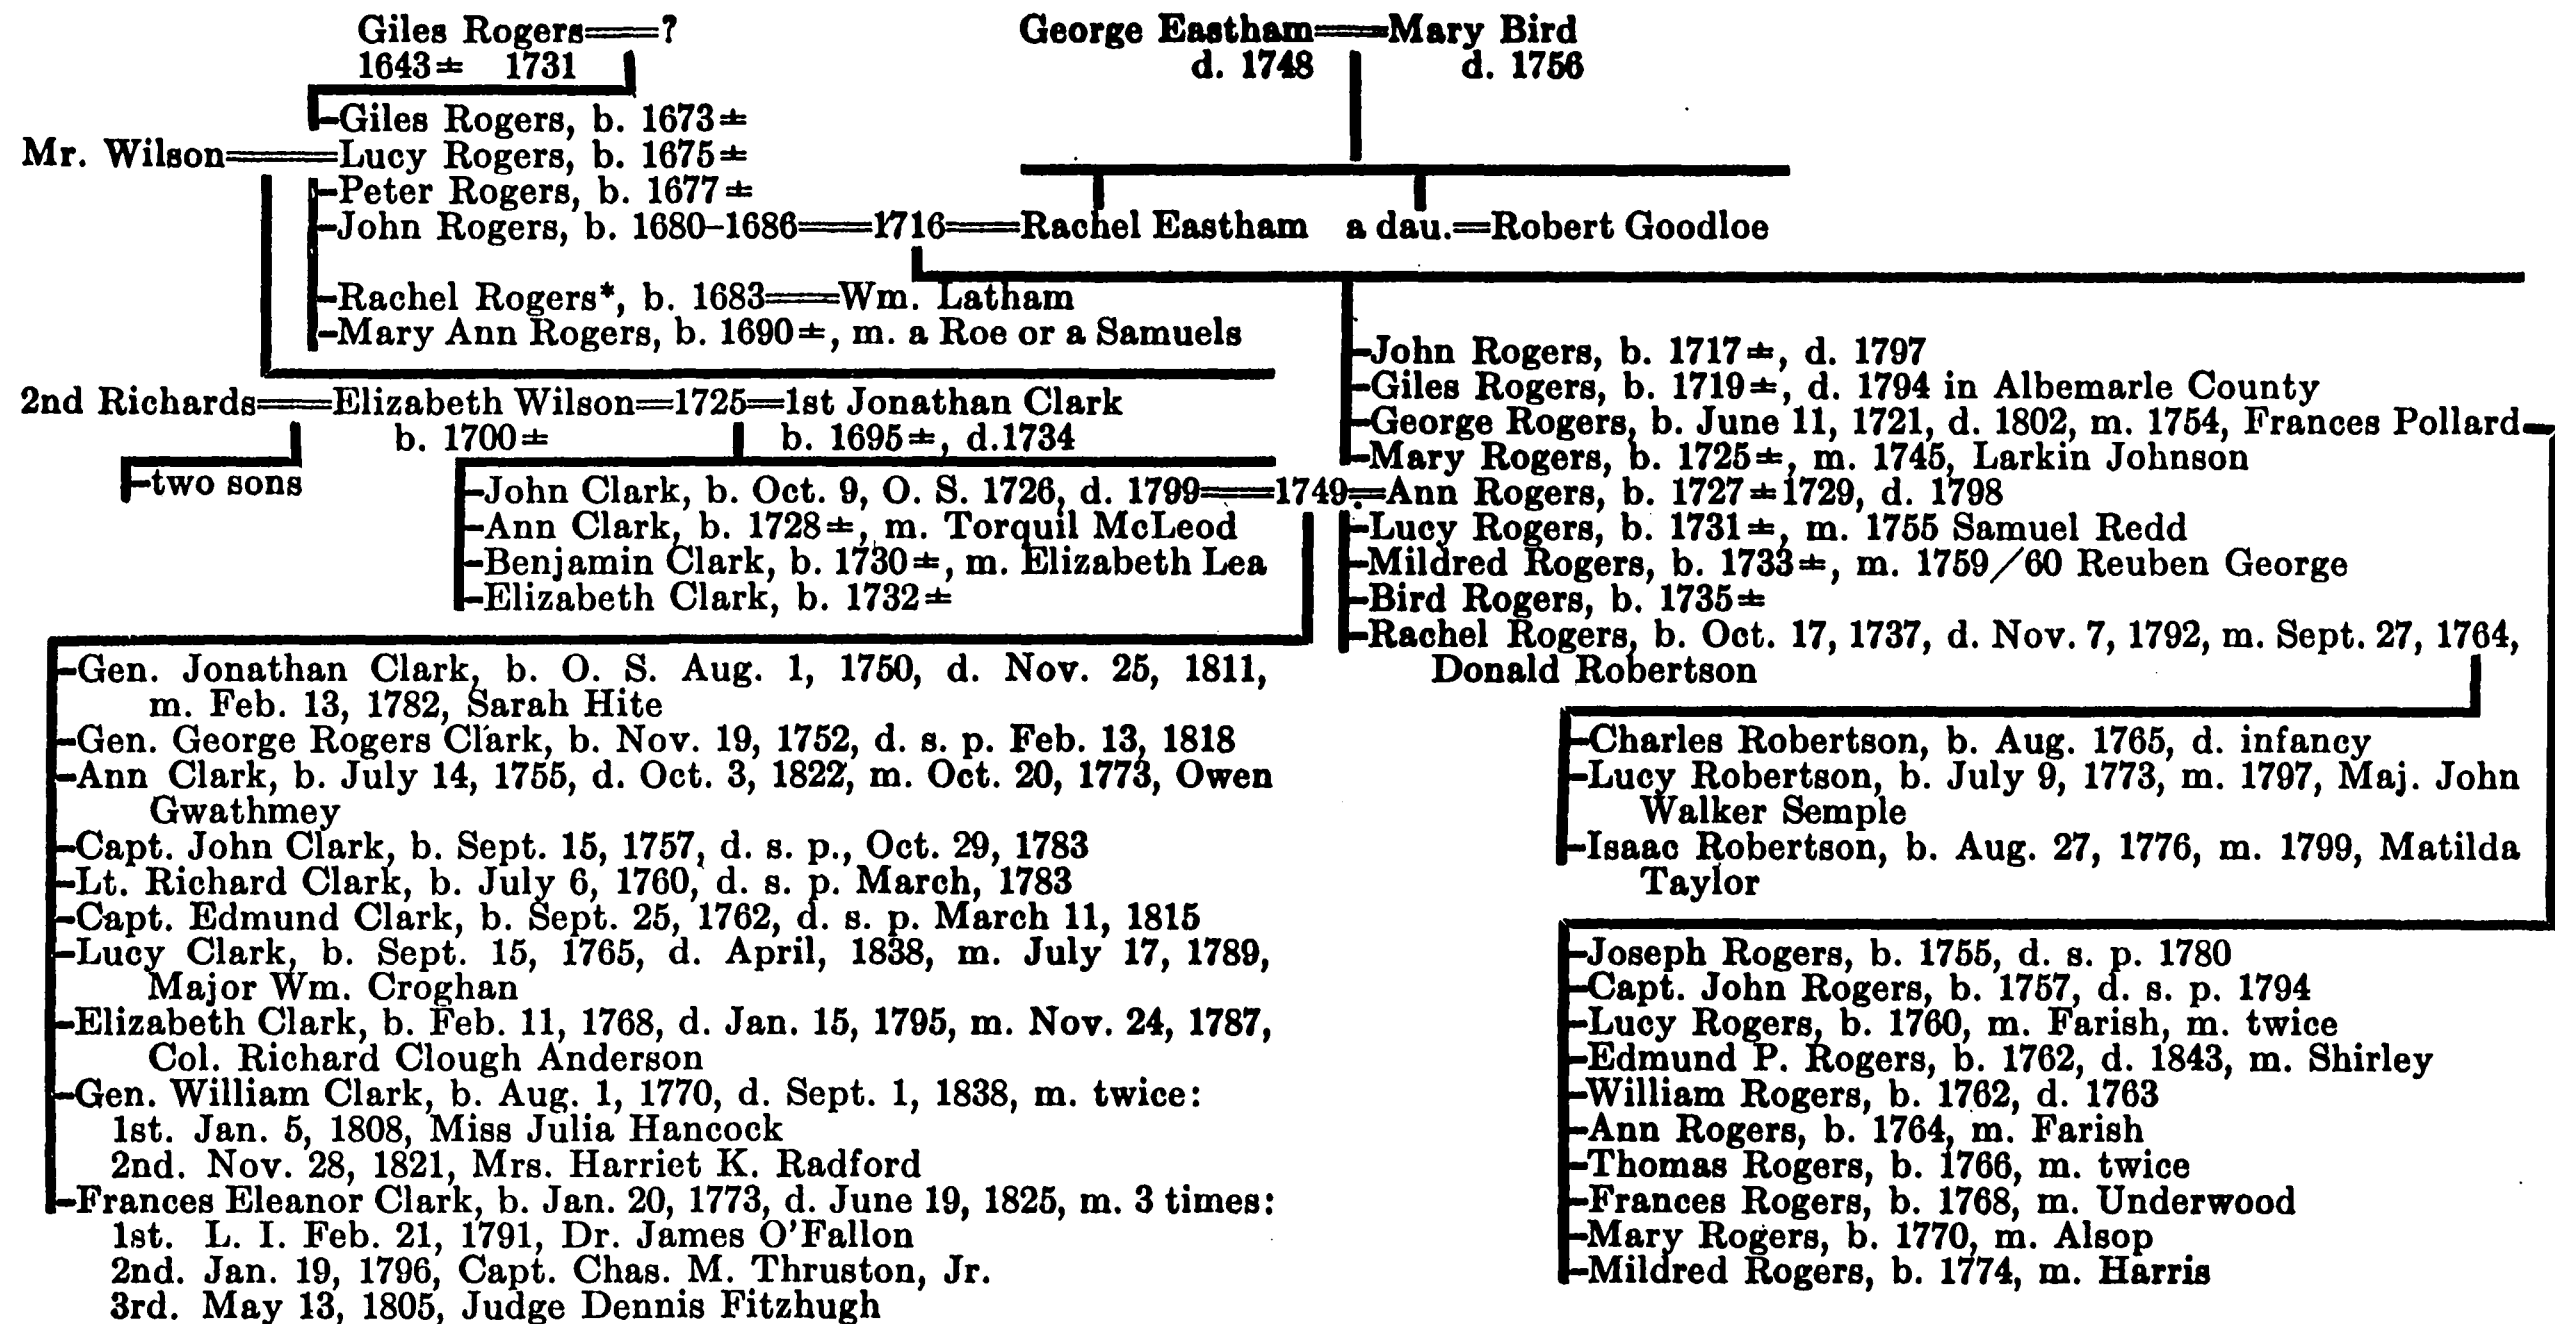 Giles Rogers══? George Eastham══Mary Bird
1643± 1731 d. 1748 d. 1756
Giles Rogers, b. 1673±
Mr. Wilson══Lucy Rogers, b. 1675±
Peter Rogers, b. 1677±
John Rogers, b. 1680–1686══1716══Rachel Eastham a dau.═Robert Goodloe
Rachel Rogers*, b. 1683══Wm. Latham
Mary Ann Rogers, b. 1690±, m. a Roe or a Samuels
2nd Richards══Elizabeth Wilson═1725═1st Jonathan Clark
b. 1700± b. 1695±, d.1734
two sons
John Clark, b. Oct. 9, O. S. 1726, d. 1799══1749═Ann Rogers, b. 1727±1729, d. 1798
Ann Clark, b. 1728±, m. Torquil McLeod
Benjamin Clark, b. 1730±, m. Elizabeth Lea
Elizabeth Clark, b. 1732±
John Rogers, b. 1717±, d. 1797
Giles Rogers, b. 1719±, d. 1794 in Albemarle County
George Rogers, b. June 11, 1721, d. 1802, m. 1754, Frances Pollard
Mary Rogers, b. 1725±, m. 1745, Larkin Johnson
Lucy Rogers, b. 1731±, m. 1755 Samuel Redd
Mildred Rogers, b. 1733±, m. 1759/60 Reuben George
Bird Rogers, b. 1735±
Rachel Rogers, b. Oct. 17, 1737, d. Nov. 7, 1792, m. Sept. 27, 1764,
Donald Robertson
Gen. Jonathan Clark, b. O. S. Aug. 1, 1750, d. Nov. 25, 1811,
m. Feb. 13, 1782, Sarah Hite
Gen. George Rogers Clark, b. Nov. 19, 1752, d. s. p. Feb. 13, 1818
Ann Clark, b. July 14, 1755, d. Oct. 3, 1822, m. Oct. 20, 1773, Owen
Gwathmey
Capt. John Clark, b. Sept. 15, 1757, d. s. p., Oct. 29, 1783
Lt. Richard Clark, b. July 6, 1760, d. s. p. March, 1783
Capt. Edmund Clark, b. Sept. 25, 1762, d. s. p. March 11, 1815
Lucy Clark, b. Sept. 15, 1765, d. April, 1838, m. July 17, 1789,
Major Wm. Croghan
Elizabeth Clark, b. Feb. 11, 1768, d. Jan. 15, 1795, m. Nov. 24, 1787,
Col. Richard Clough Anderson
Gen. William Clark, b. Aug. 1, 1770, d. Sept. 1, 1838, m. twice:
1st. Jan. 5, 1808, Miss Julia Hancock
2nd. Nov. 28, 1821, Mrs. Harriet K. Radford
Frances Eleanor Clark, b. Jan. 20, 1773, d. June 19, 1825, m. 3 times:
1st. L. I. Feb. 21, 1791, Dr. James O'Fallon
2nd. Jan. 19, 1796, Capt. Chas. M. Thruston, Jr.
3rd. May 13, 1805, Judge Dennis Fitzhugh
Charles Robertson, b. Aug. 1765, d. infancy
Lucy Robertson, b. July 9, 1773, m. 1797, Maj. John
Walker Semple
Isaac Robertson, b. Aug. 27, 1776, m. 1799, Matilda
Taylor
Joseph Rogers, b. 1755, d. s. p. 1780
Capt. John Rogers, b. 1757, d. s. p. 1794
Lucy Rogers, b. 1760, m. Farish, m. twice
Edmund P. Rogers, b. 1762, d. 1843, m. Shirley
William Rogers, b. 1762, d. 1763
Ann Rogers, b. 1764, m. Farish
Thomas Rogers, b. 1766, m. twice
Frances Rogers, b. 1768, m. Underwood
Mary Rogers, b. 1770, m. Alsop
Mildred Rogers, b. 1774, m. Harris